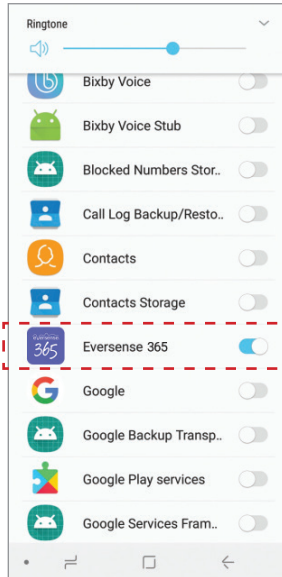 Ringtone
Bixby Voice
Bixby Voice Stub
Blocked Numbers Stor..
Call Log Backup/Resto..
Contacts
Contacts Storage
365
Eversense 365
Google
Google Backup Transp..
Google Play services
Google Services Fram..